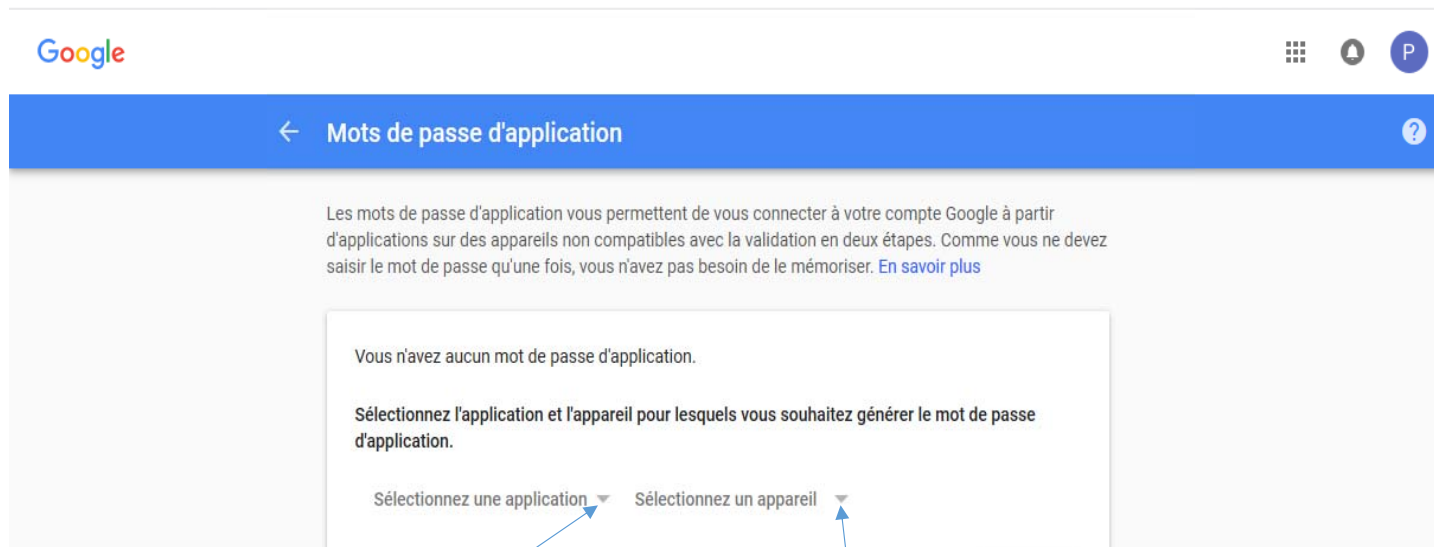 Google
P
Mots de passe d'application
?
Les mots de passe d'application vous permettent de vous connecter à votre compte Google à partir
d'applications sur des appareils non compatibles avec la validation en deux étapes. Comme vous ne devez
saisir le mot de passe qu'une fois, vous n'avez pas besoin de le mémoriser. En savoir plus
Vous n'avez aucun mot de passe d'application.
Sélectionnez l'application et l'appareil pour lesquels vous souhaitez générer le mot de passe
d'application.
Sélectionnez une application Sélectionnez un appareil